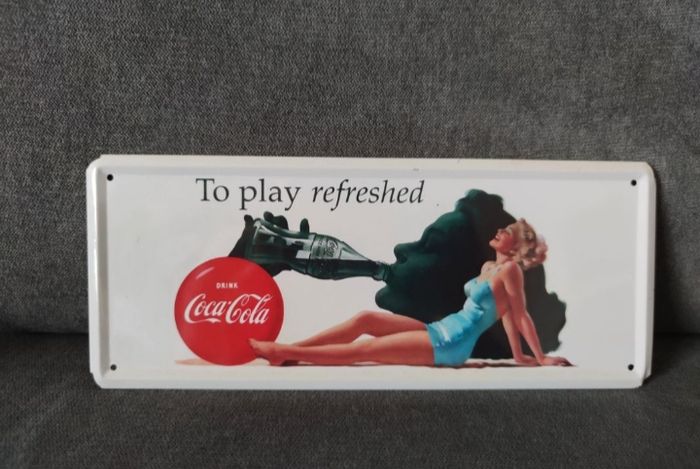 To play refreshed
DRINK
Coca-Cola